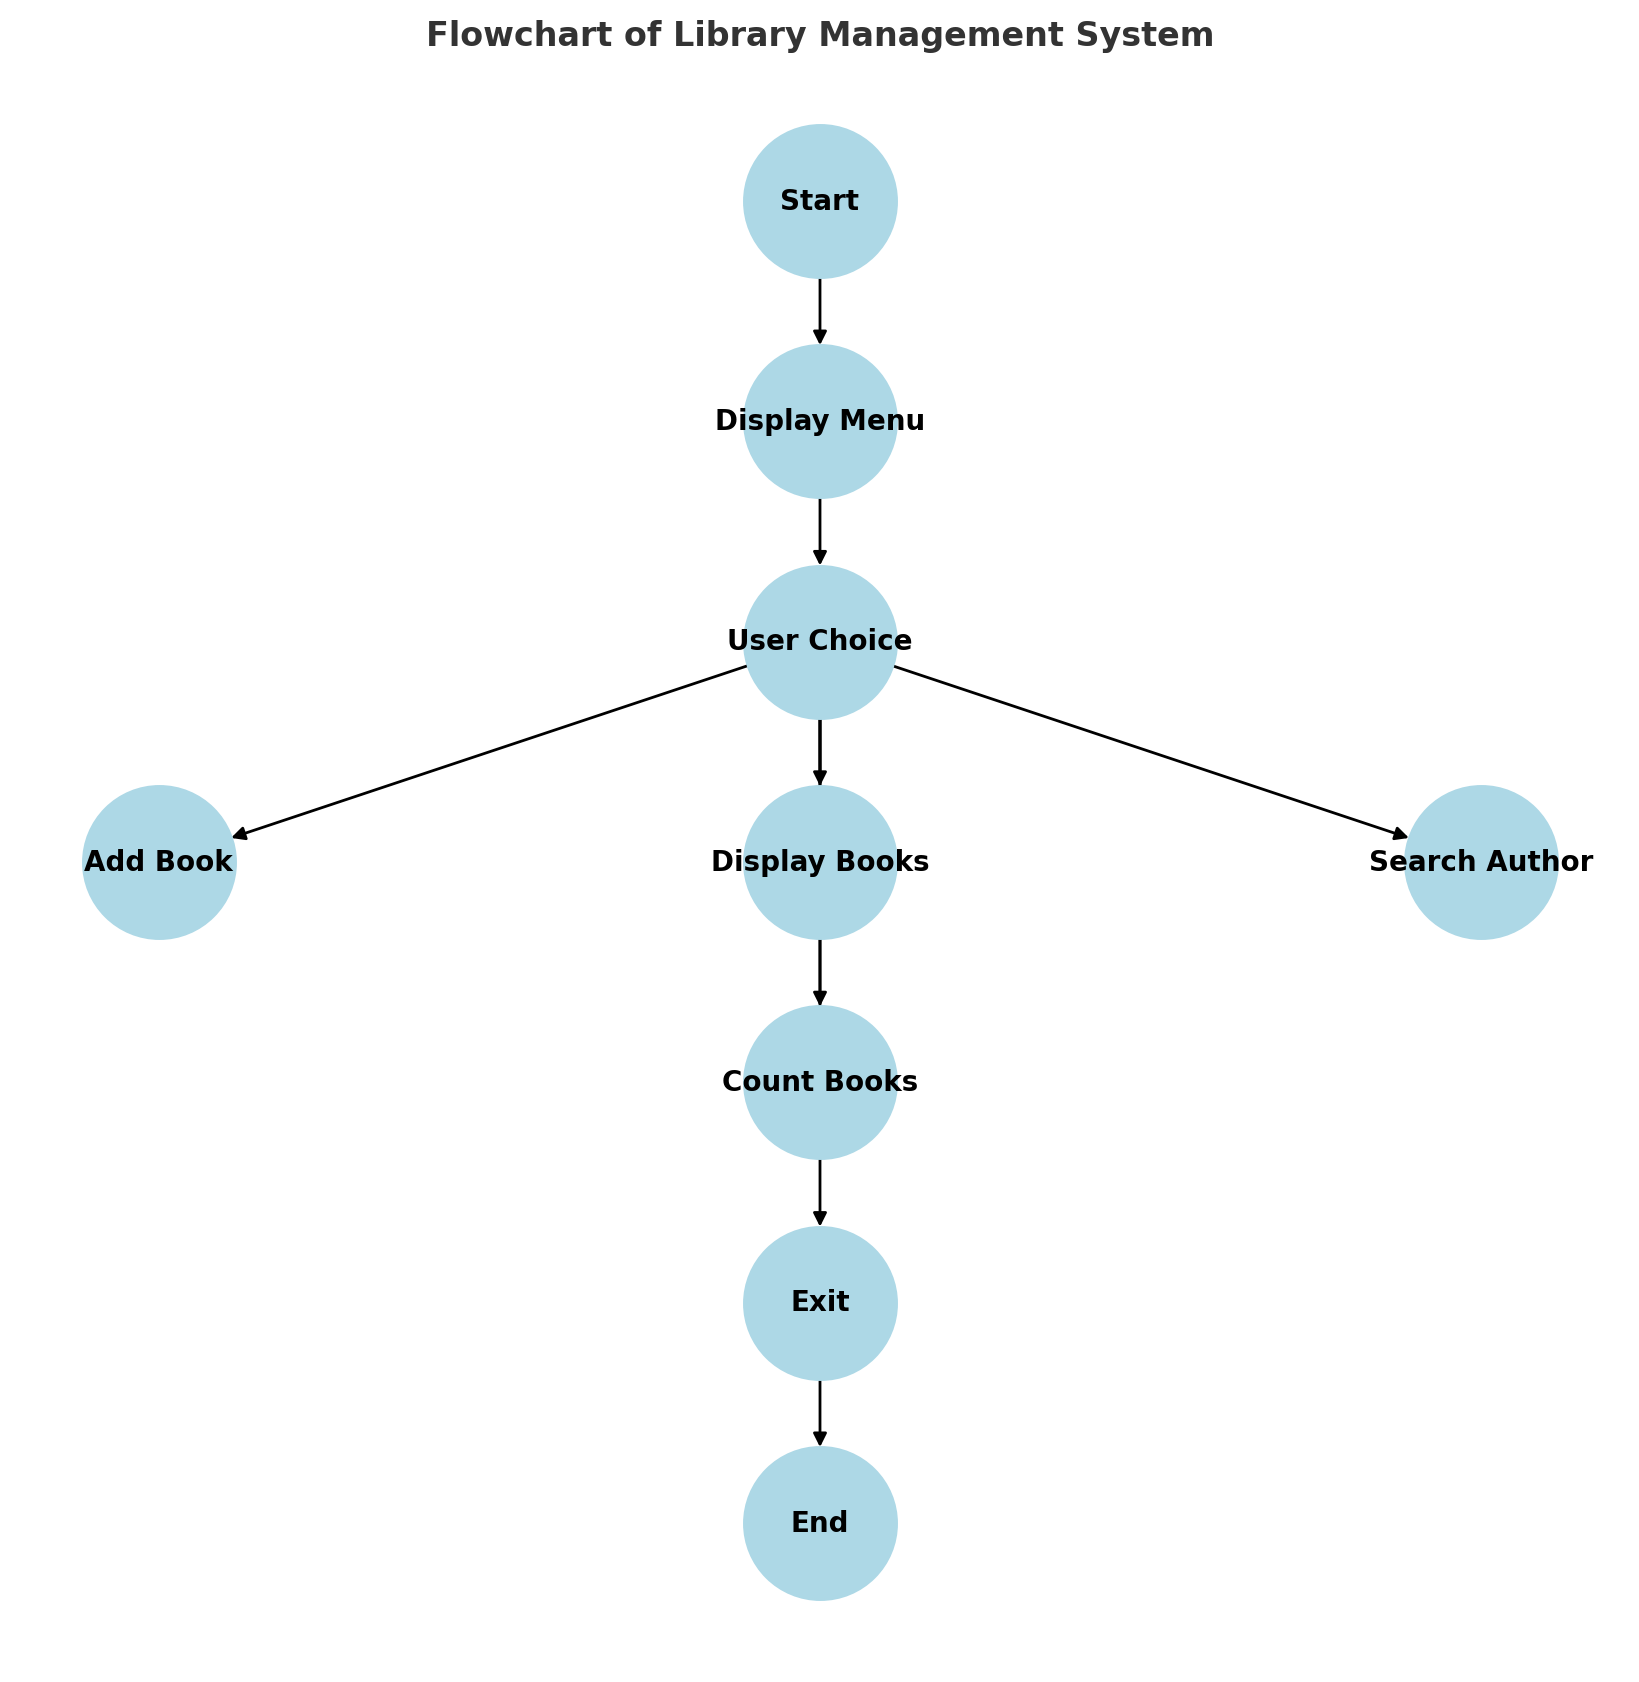 Flowchart of Library Management System
Start
Display Menu
User Choice
Add Book
Display Books
Search Author
Count Books
Exit
End